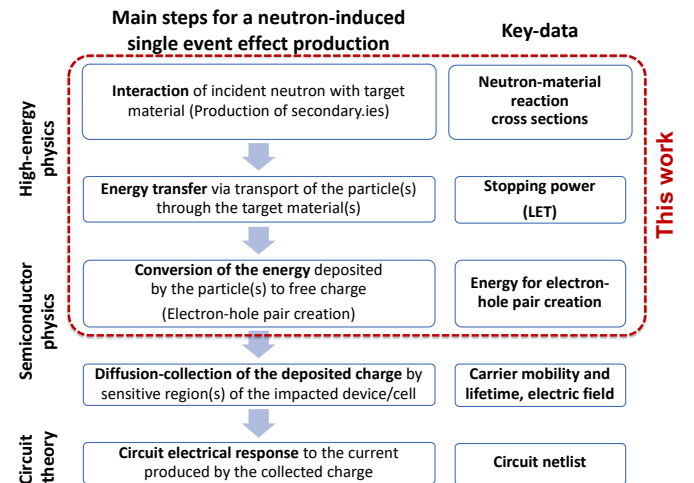 Main steps for a neutron-induced
single event effect production
Key-data
High-energy
physics
Interaction of incident neutron with target
material (Production of secondary.ies)
Neutron-material
reaction
cross sections
This work
Energy transfer via transport of the particle(s)
through the target material(s)
Stopping power
(LET)
Semiconductor
physics
Conversion of the energy deposited
by the particle(s) to free charge
(Electron-hole pair creation)
Energy for electron-
hole pair creation
Diffusion-collection of the deposited charge by
sensitive region(s) of the impacted device/cell
Carrier mobility and
lifetime, electric field
Circuit
theory
Circuit electrical response to the current
produced by the collected charge
Circuit netlist